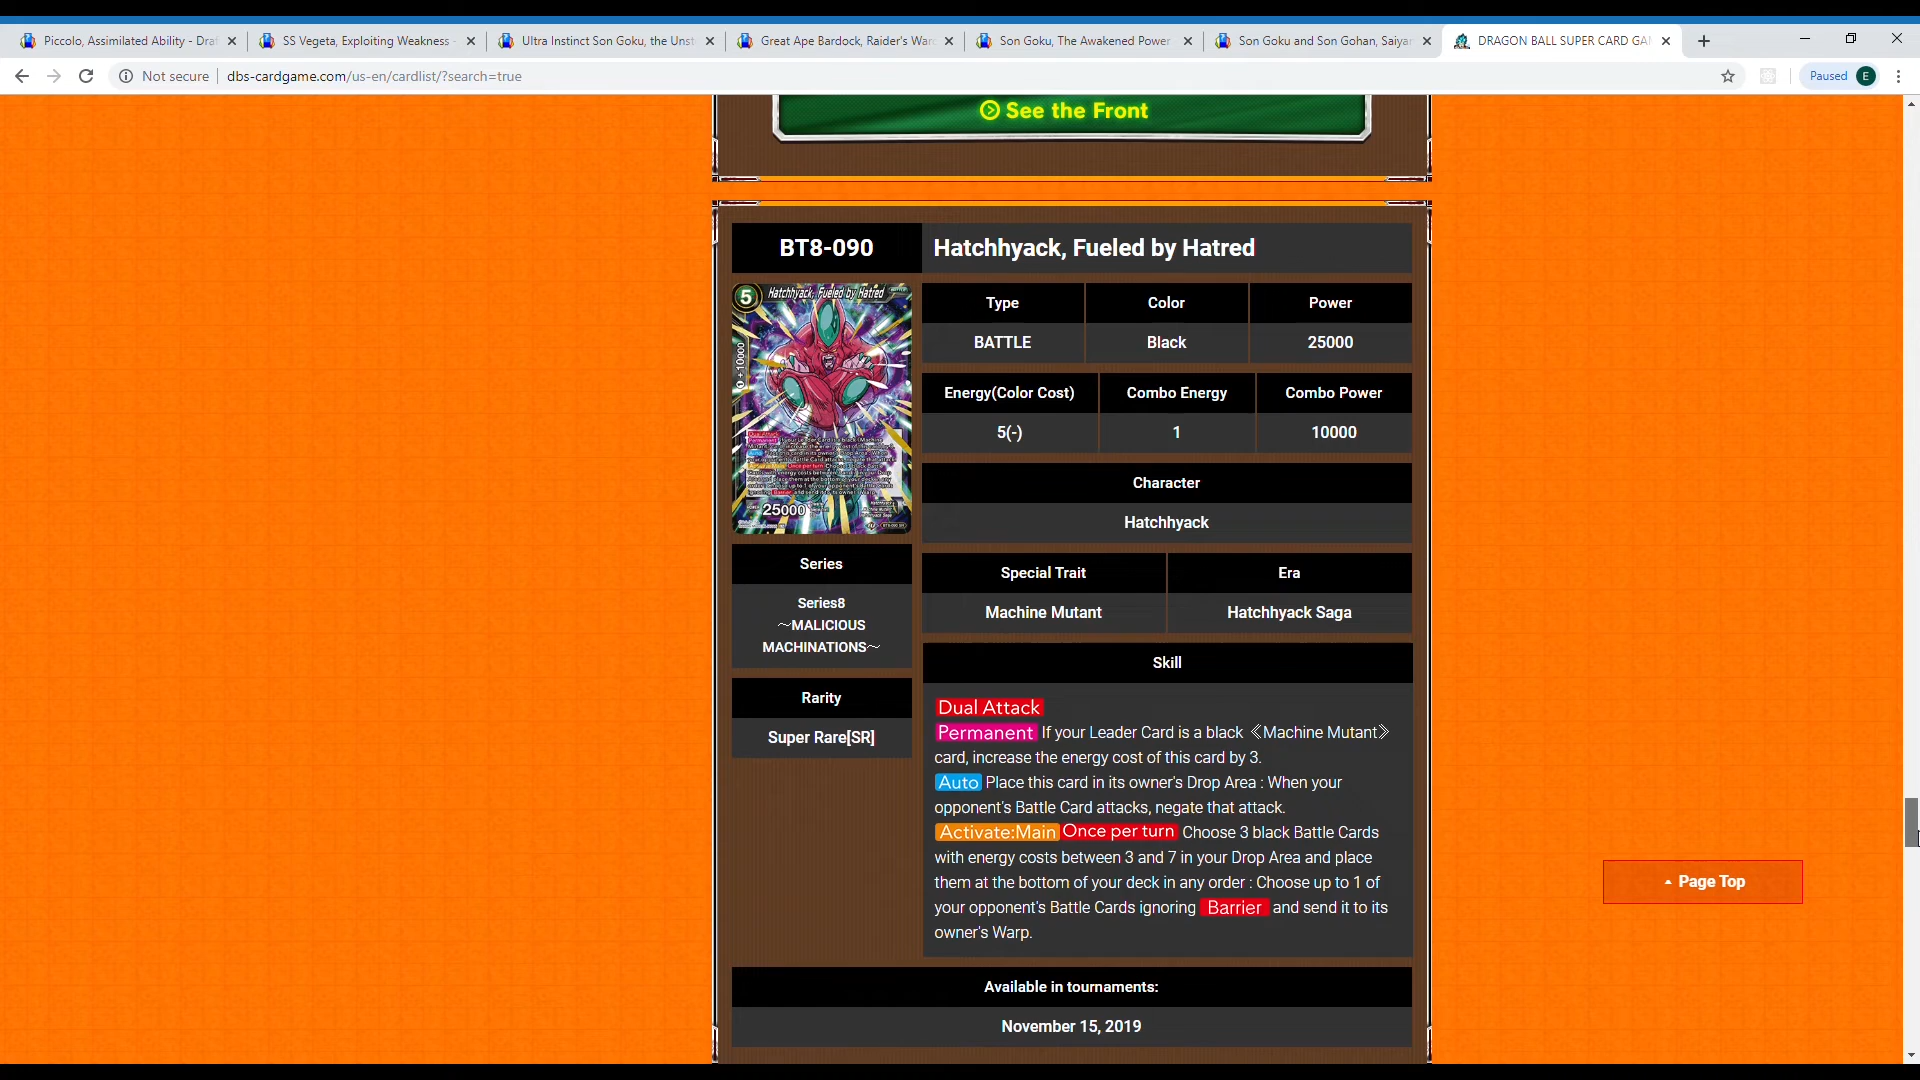 Piccolo, Assimilated Ability - Draf
SS Vegeta, Exploiting Weakness -
Ultra Instinct Son Goku, the Unst
Great Ape Bardock, Raider's War
Son Goku, The Awakened Power
Son Goku and Son Gohan, Saiyan
DRAGON BALL SUPER CARD GA
Not secure
dbs-cardgame.com/us-en/cardlist/?search=true
Paused
E
See the Front
BT8-090
Hatchhyack, Fueled by Hatred
5
Hatchhyack, Fueled by Hatred
+10000
25000
Type
Color
Power
BATTLE
Black
25000
Energy(Color Cost)
Combo Energy
Combo Power
5(-)
1
10000
Character
Hatchhyack
Special Trait
Era
Machine Mutant
Hatchhyack Saga
Series
Series8
～MALICIOUS
MACHINATIONS～
Rarity
Super Rare[SR]
Skill
Dual Attack
Permanent If your Leader Card is a black 《Machine Mutant》
card, increase the energy cost of this card by 3.
Auto Place this card in its owner's Drop Area : When your
opponent's Battle Card attacks, negate that attack.
Activate:Main Once per turn Choose 3 black Battle Cards
with energy costs between 3 and 7 in your Drop Area and place
them at the bottom of your deck in any order : Choose up to 1 of
your opponent's Battle Cards ignoring Barrier and send it to its
owner's Warp.
Available in tournaments:
November 15, 2019
Page Top